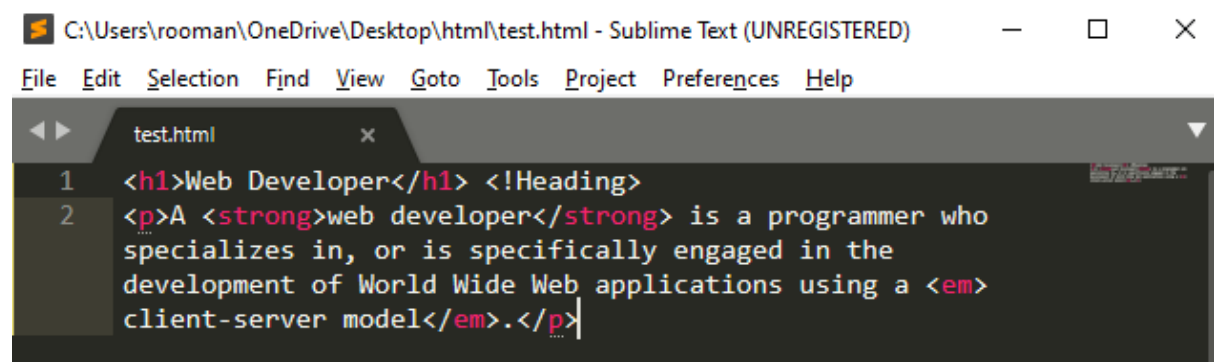 C:\Users\rooman\OneDrive\Desktop\html\test.html - Sublime Text (UNREGISTERED)
File Edit Selection Find View Goto Tools Project Preferences Help
test.html
1 <h1>Web Developer</h1> <!Heading>
2 <p>A <strong>web developer</strong> is a programmer who
specializes in, or is specifically engaged in the
development of World Wide Web applications using a <em>
client-server model</em>.</p>